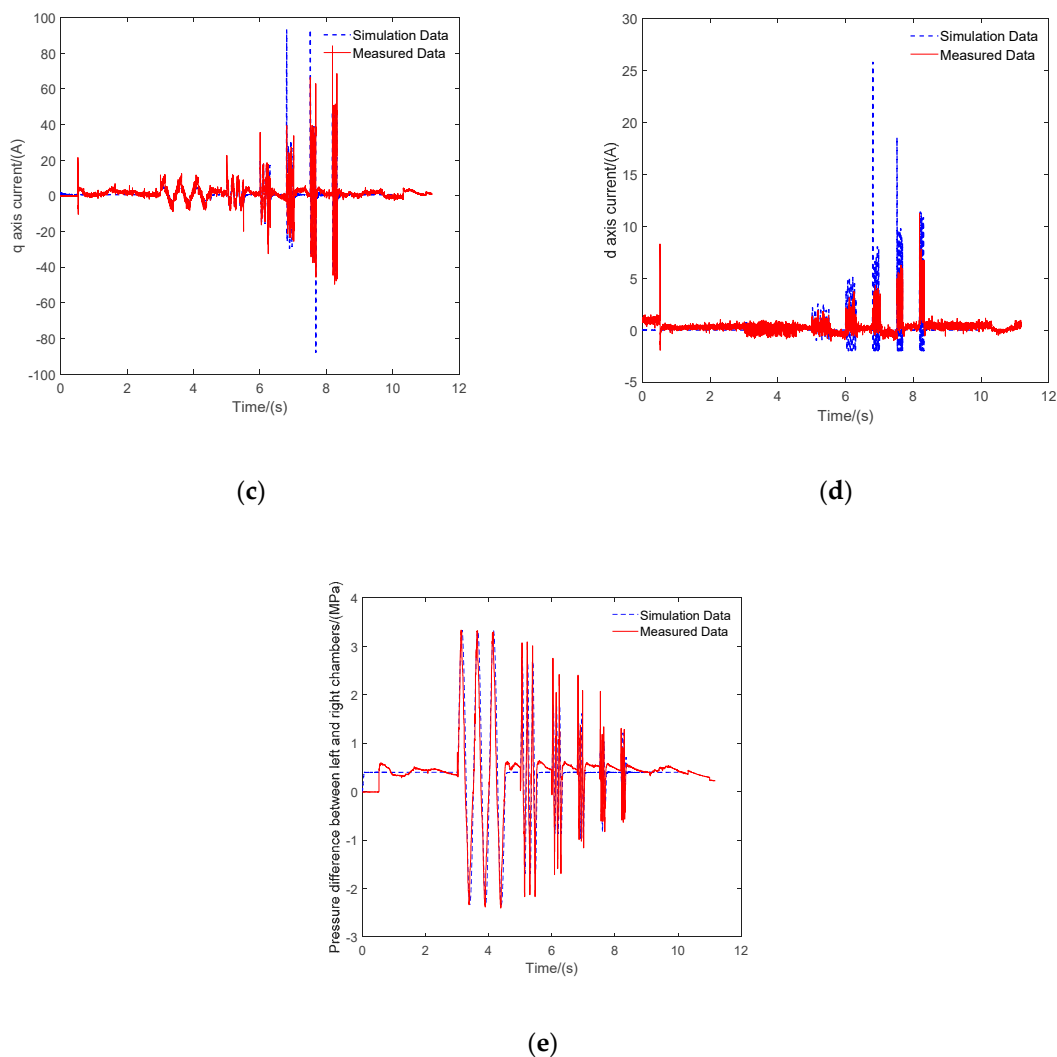 100
80
60
40
20
0
-20
-40
-60
-80
-100
q axis current/(A)
Simulation Data
Measured Data
0 2 4 6 8 10 12
Time/(s)
(c)
30
25
20
15
10
5
0
-5
d axis current/(A)
Simulation Data
Measured Data
0 2 4 6 8 10 12
Time/(s)
(d)
4
3
2
1
0
-1
-2
-3
Pressure difference between left and right chambers/(MPa)
Simulation Data
Measured Data
0 2 4 6 8 10 12
Time/(s)
(e)